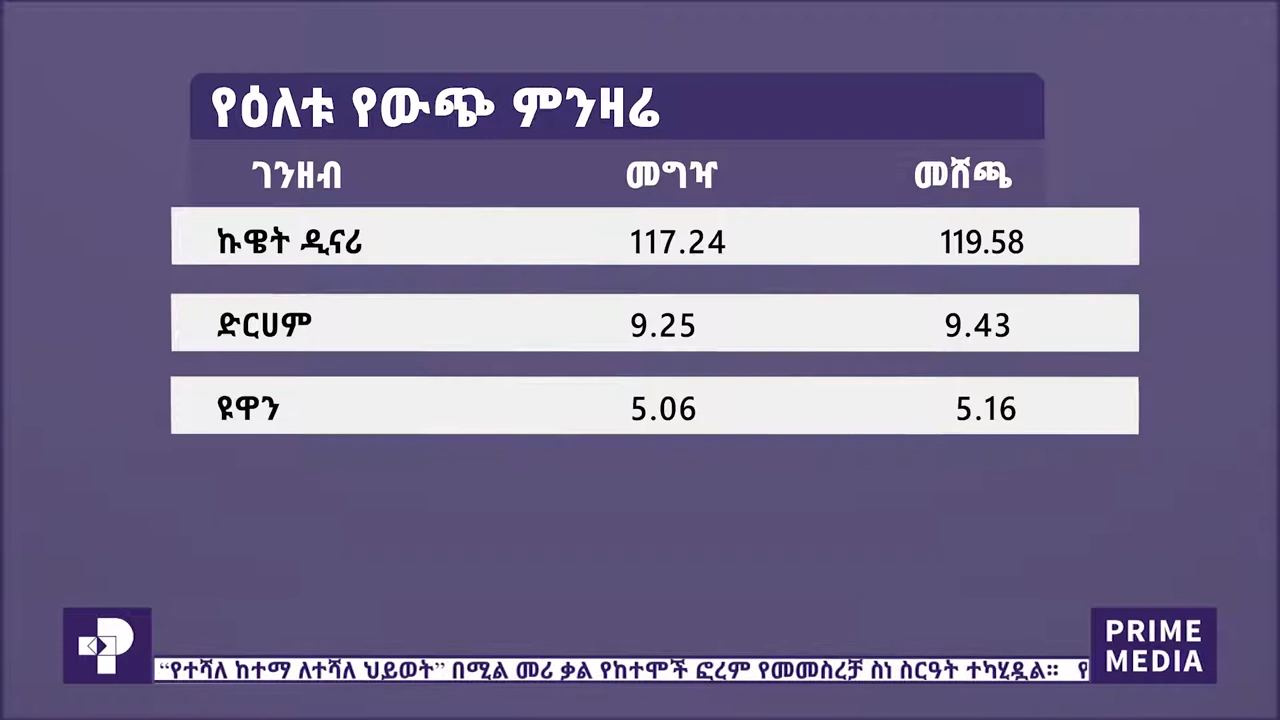 የዕለቱ የውጭ ምንዛሬ
ገንዘብ መግዣ መሸጫ
ኩዌት ዲናሪ 117.24 119.58
ድርሀም 9.25 9.43
ዩዋን 5.06 5.16
PRIME
MEDIA
“የተሻለ ከተማ ለተሻለ ህይወት” በሚል መሪ ቃል የከተሞች ፎረም የመመስረቻ ስነ ስርዓት ተካሂዷል። የ